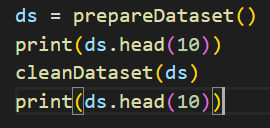 ds = prepareDataset()
print(ds.head(10))
cleanDataset(ds)
print(ds.head(10))